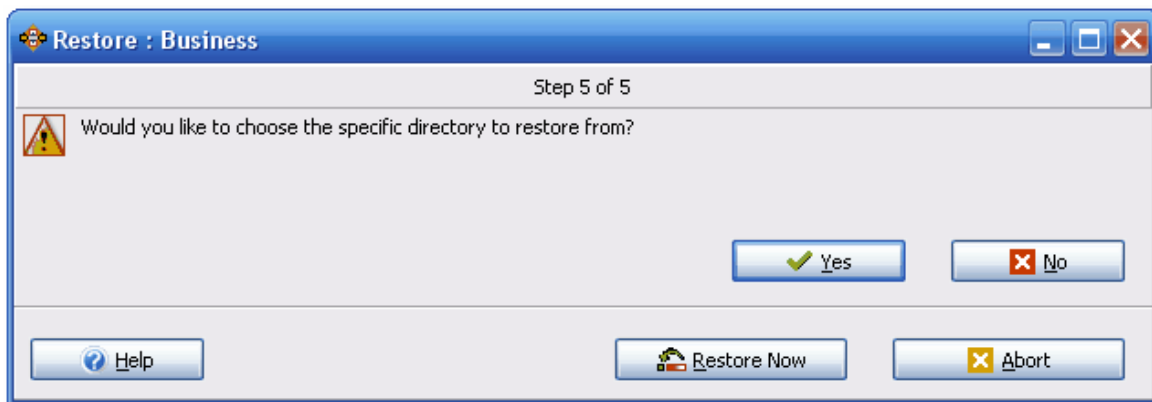 Restore : Business
Step 5 of 5
Would you like to choose the specific directory to restore from?
Yes
No
Help
Restore Now
Abort